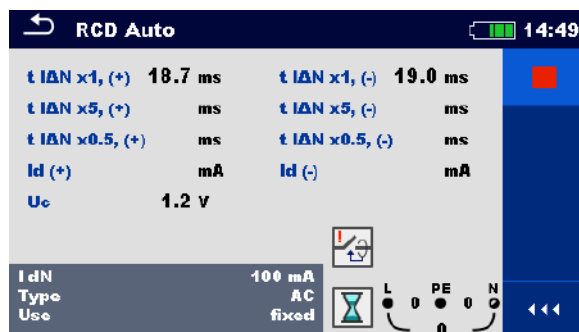 RCD Auto 14:49
t IΔN x1, (+) 18.7 ms t IΔN x1, (-) 19.0 ms
t IΔN x5, (+) ms t IΔN x5, (-) ms
t IΔN x0.5, (+) ms t IΔN x0.5, (-) ms
Id (+) mA Id (-) mA
Uc 1.2 V
I dN 100 mA
Type AC
Use fixed
L PE N
0 0
0